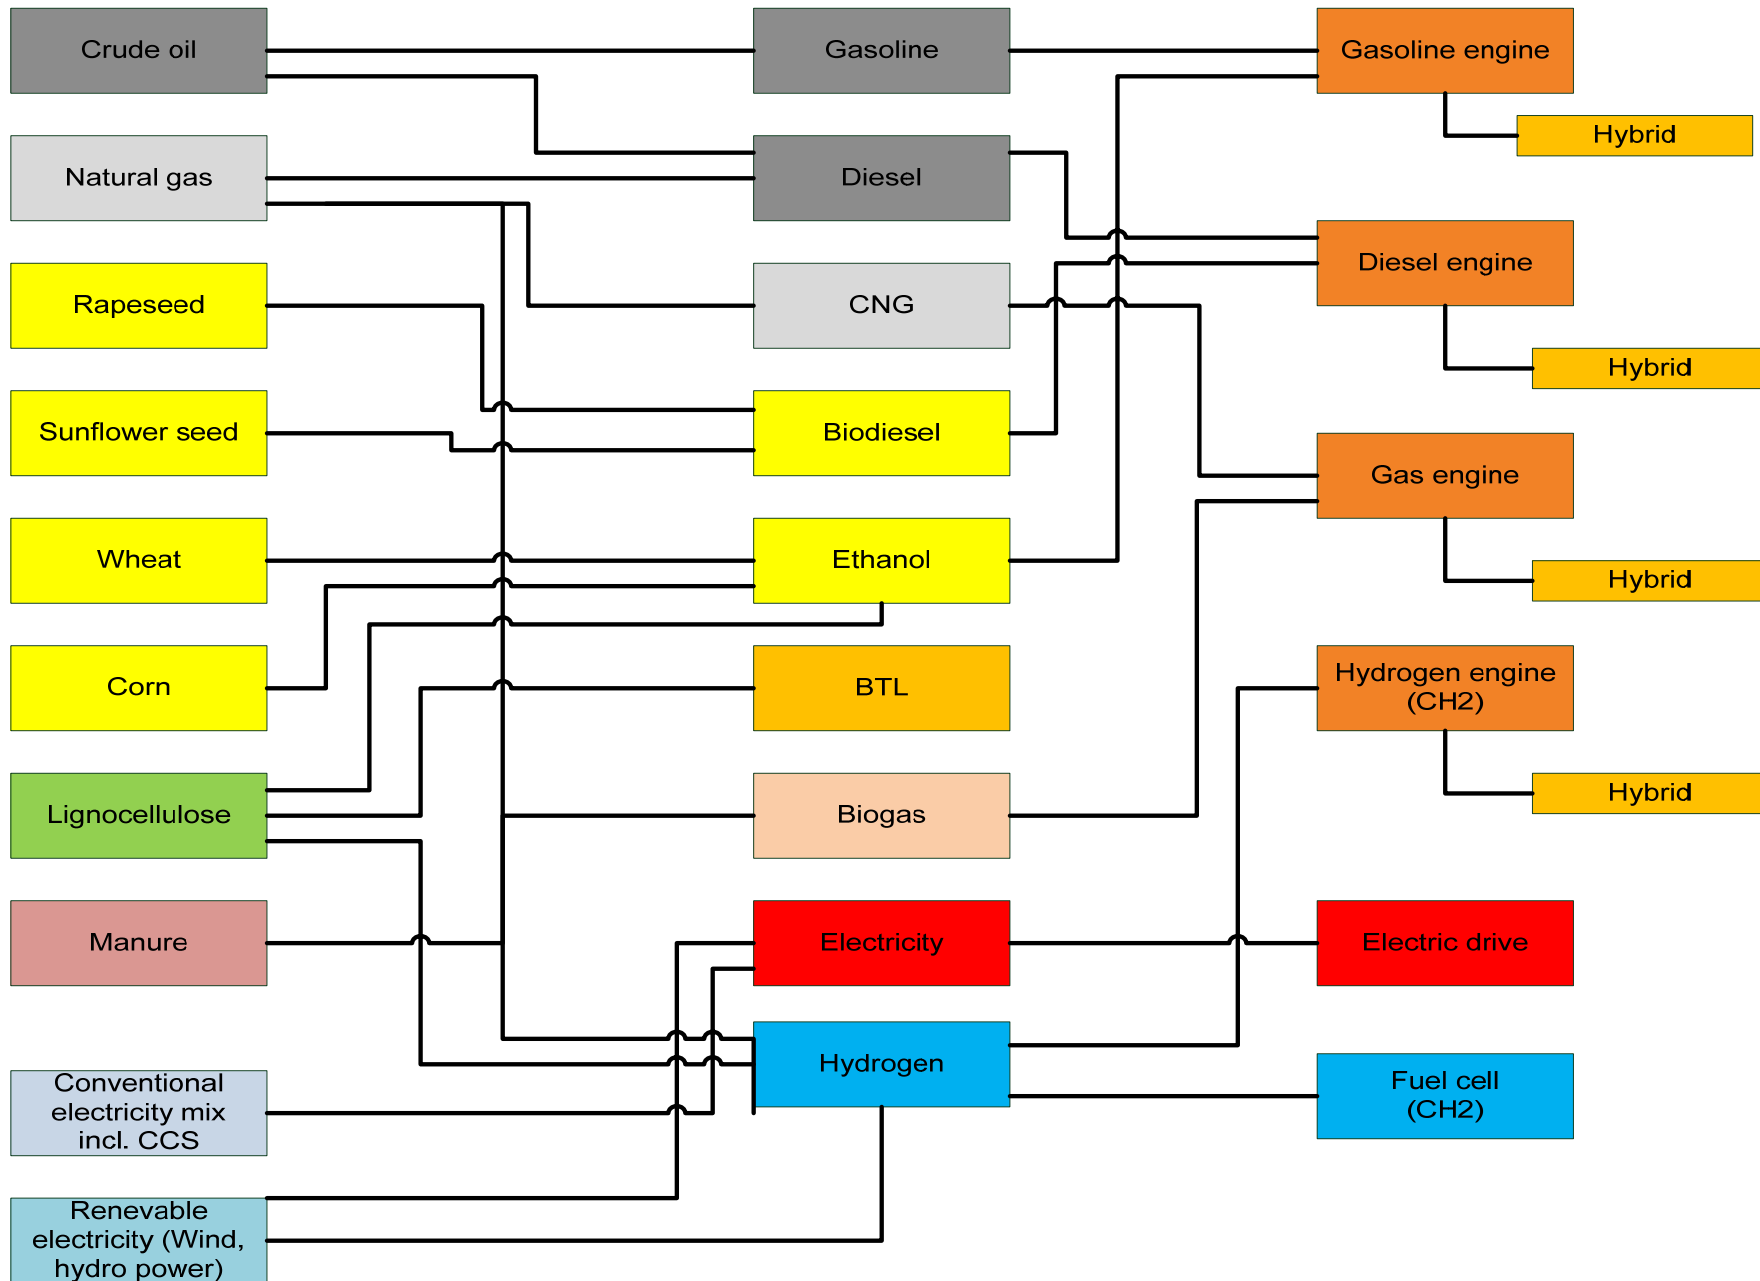 Crude oil
Gasoline
Gasoline engine
Hybrid
Natural gas
Diesel
Diesel engine
Rapeseed
CNG
Hybrid
Sunflower seed
Biodiesel
Gas engine
Wheat
Ethanol
Hybrid
Corn
BTL
Hydrogen engine
(CH2)
Lignocellulose
Biogas
Hybrid
Manure
Electricity
Electric drive
Conventional
electricity mix
incl. CCS
Hydrogen
Fuel cell
(CH2)
Renevable
electricity (Wind,
hydro power)